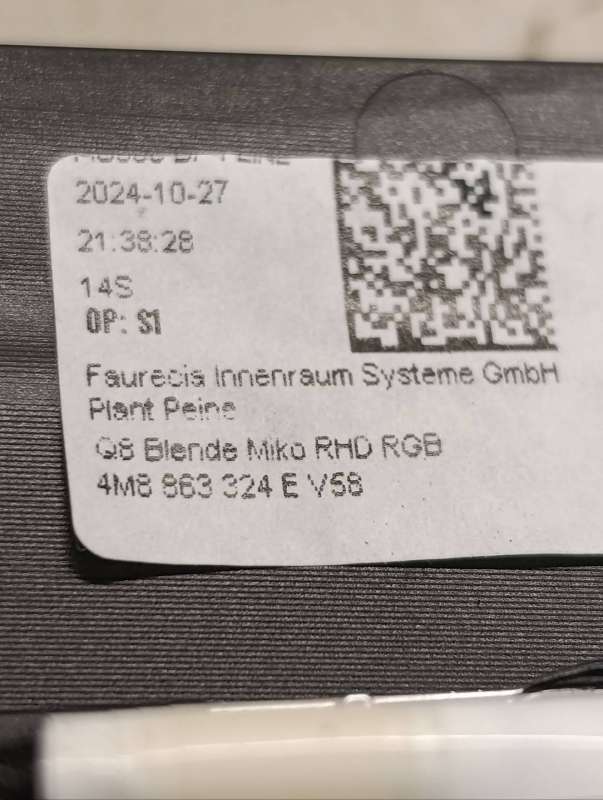 2024-10-27
21:38:28
14S
OP: S1
Faurecia Innenraum Systeme GmbH
Plant Peine
Q8 Blende Miko RHD RGB
4M8 863 324 E V58